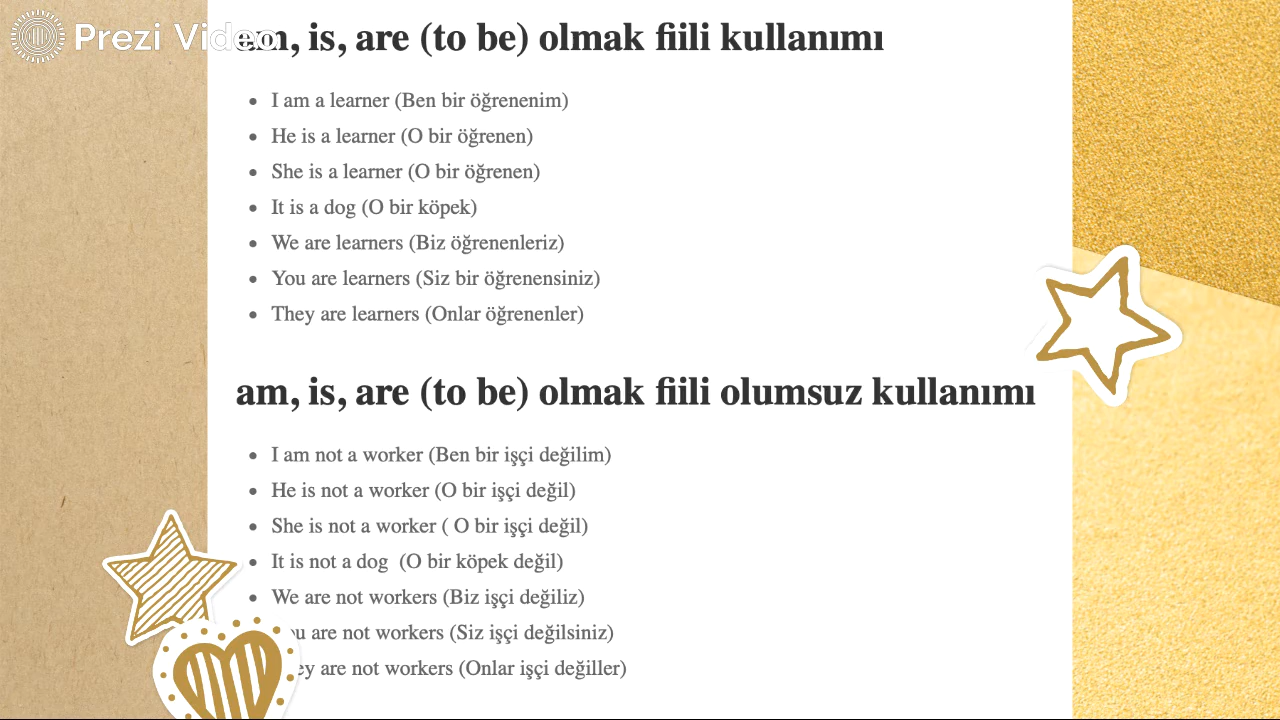 Prezi Video
am, is, are (to be) olmak fiili kullanımı
I am a learner (Ben bir öğrenenim)
He is a learner (O bir öğrenen)
She is a learner (O bir öğrenen)
It is a dog (O bir köpek)
We are learners (Biz öğrenenleriz)
You are learners (Siz bir öğrenensiniz)
They are learners (Onlar öğrenenler)
am, is, are (to be) olmak fiili olumsuz kullanımı
I am not a worker (Ben bir işçi değilim)
He is not a worker (O bir işçi değil)
She is not a worker ( O bir işçi değil)
It is not a dog  (O bir köpek değil)
We are not workers (Biz işçi değiliz)
are not workers (Siz işçi değilsiniz)
are not workers (Onlar işçi değiller)